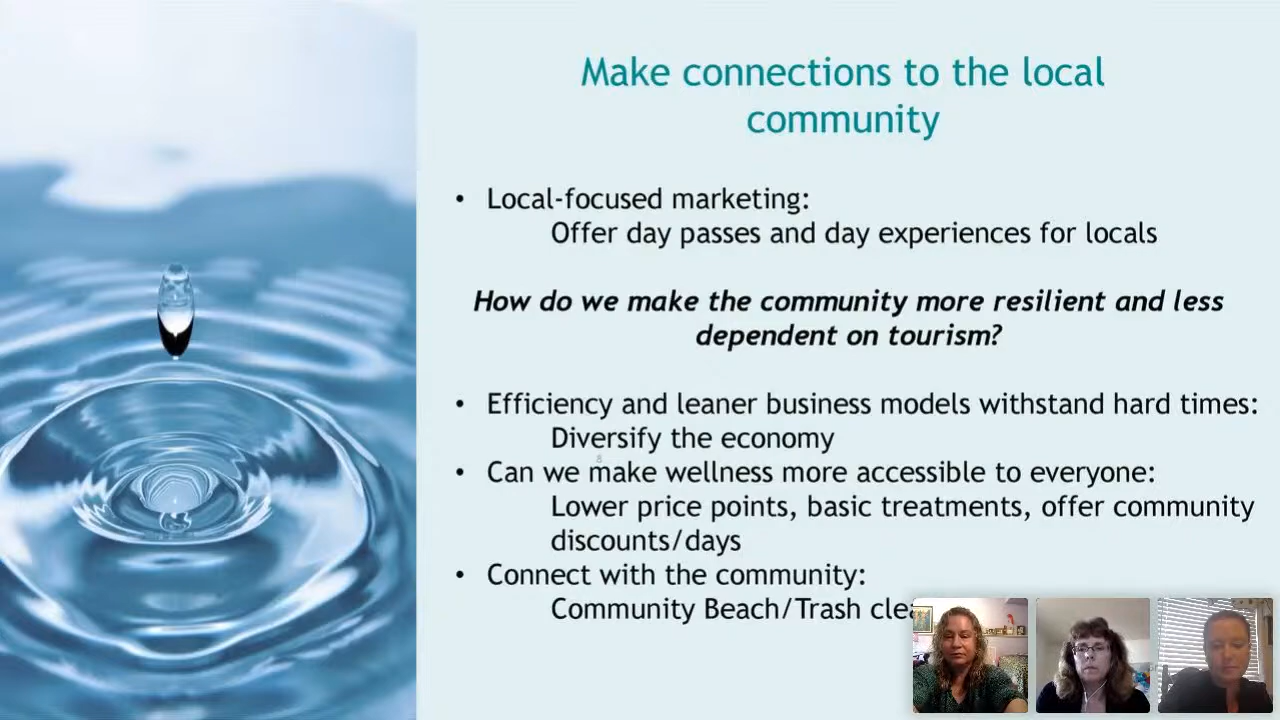 Make connections to the local
community
• Local-focused marketing:
Offer day passes and day experiences for locals
How do we make the community more resilient and less
dependent on tourism?
• Efficiency and leaner business models withstand hard times:
Diversify the economy
8
• Can we make wellness more accessible to everyone:
Lower price points, basic treatments, offer community
discounts/days
• Connect with the community:
Community Beach/Trash